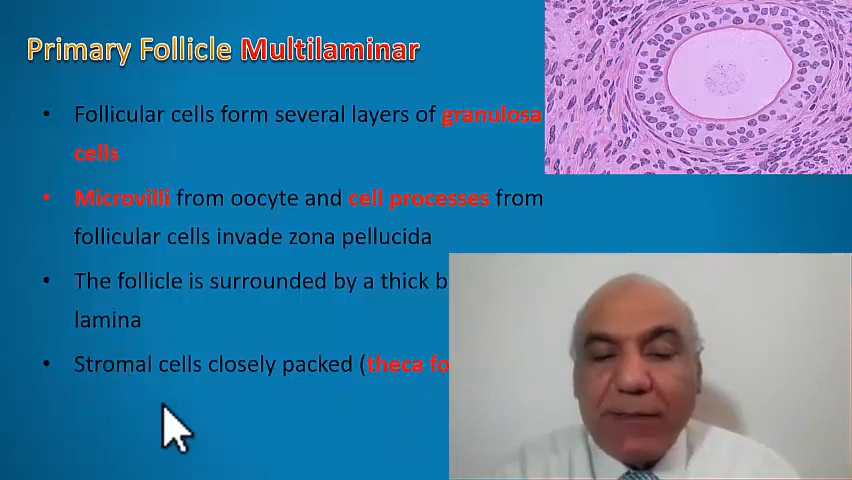 Primary Follicle Multilaminar
• Follicular cells form several layers of granulosa
cells
• Microvilli from oocyte and cell processes from
follicular cells invade zona pellucida
• The follicle is surrounded by a thick b
lamina
• Stromal cells closely packed (theca fo